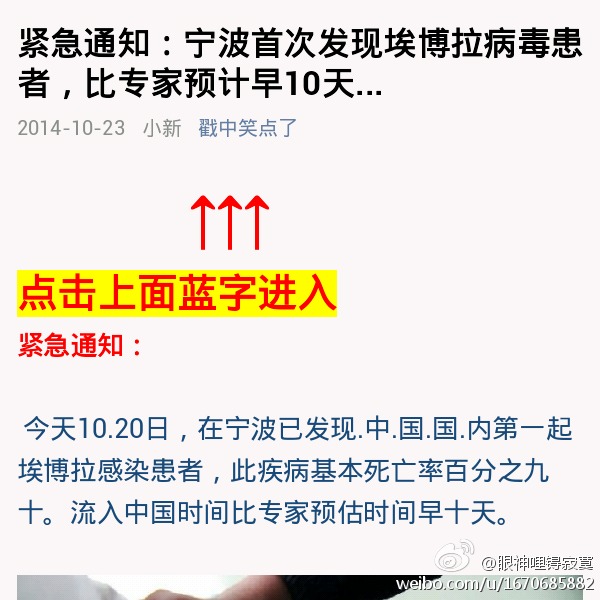 紧急通知：宁波首次发现埃博拉病毒患
者，比专家预计早10天...
2014-10-23 小新 戳中笑点了
↑↑↑
点击上面蓝字进入
紧急通知：
今天10.20日，在宁波已发现.中.国.国.内第一起
埃博拉感染患者，此疾病基本死亡率百分之九
十。流入中国时间比专家预估时间早十天。
@眼神哩锝寂寞
weibo.com/u/1670685882